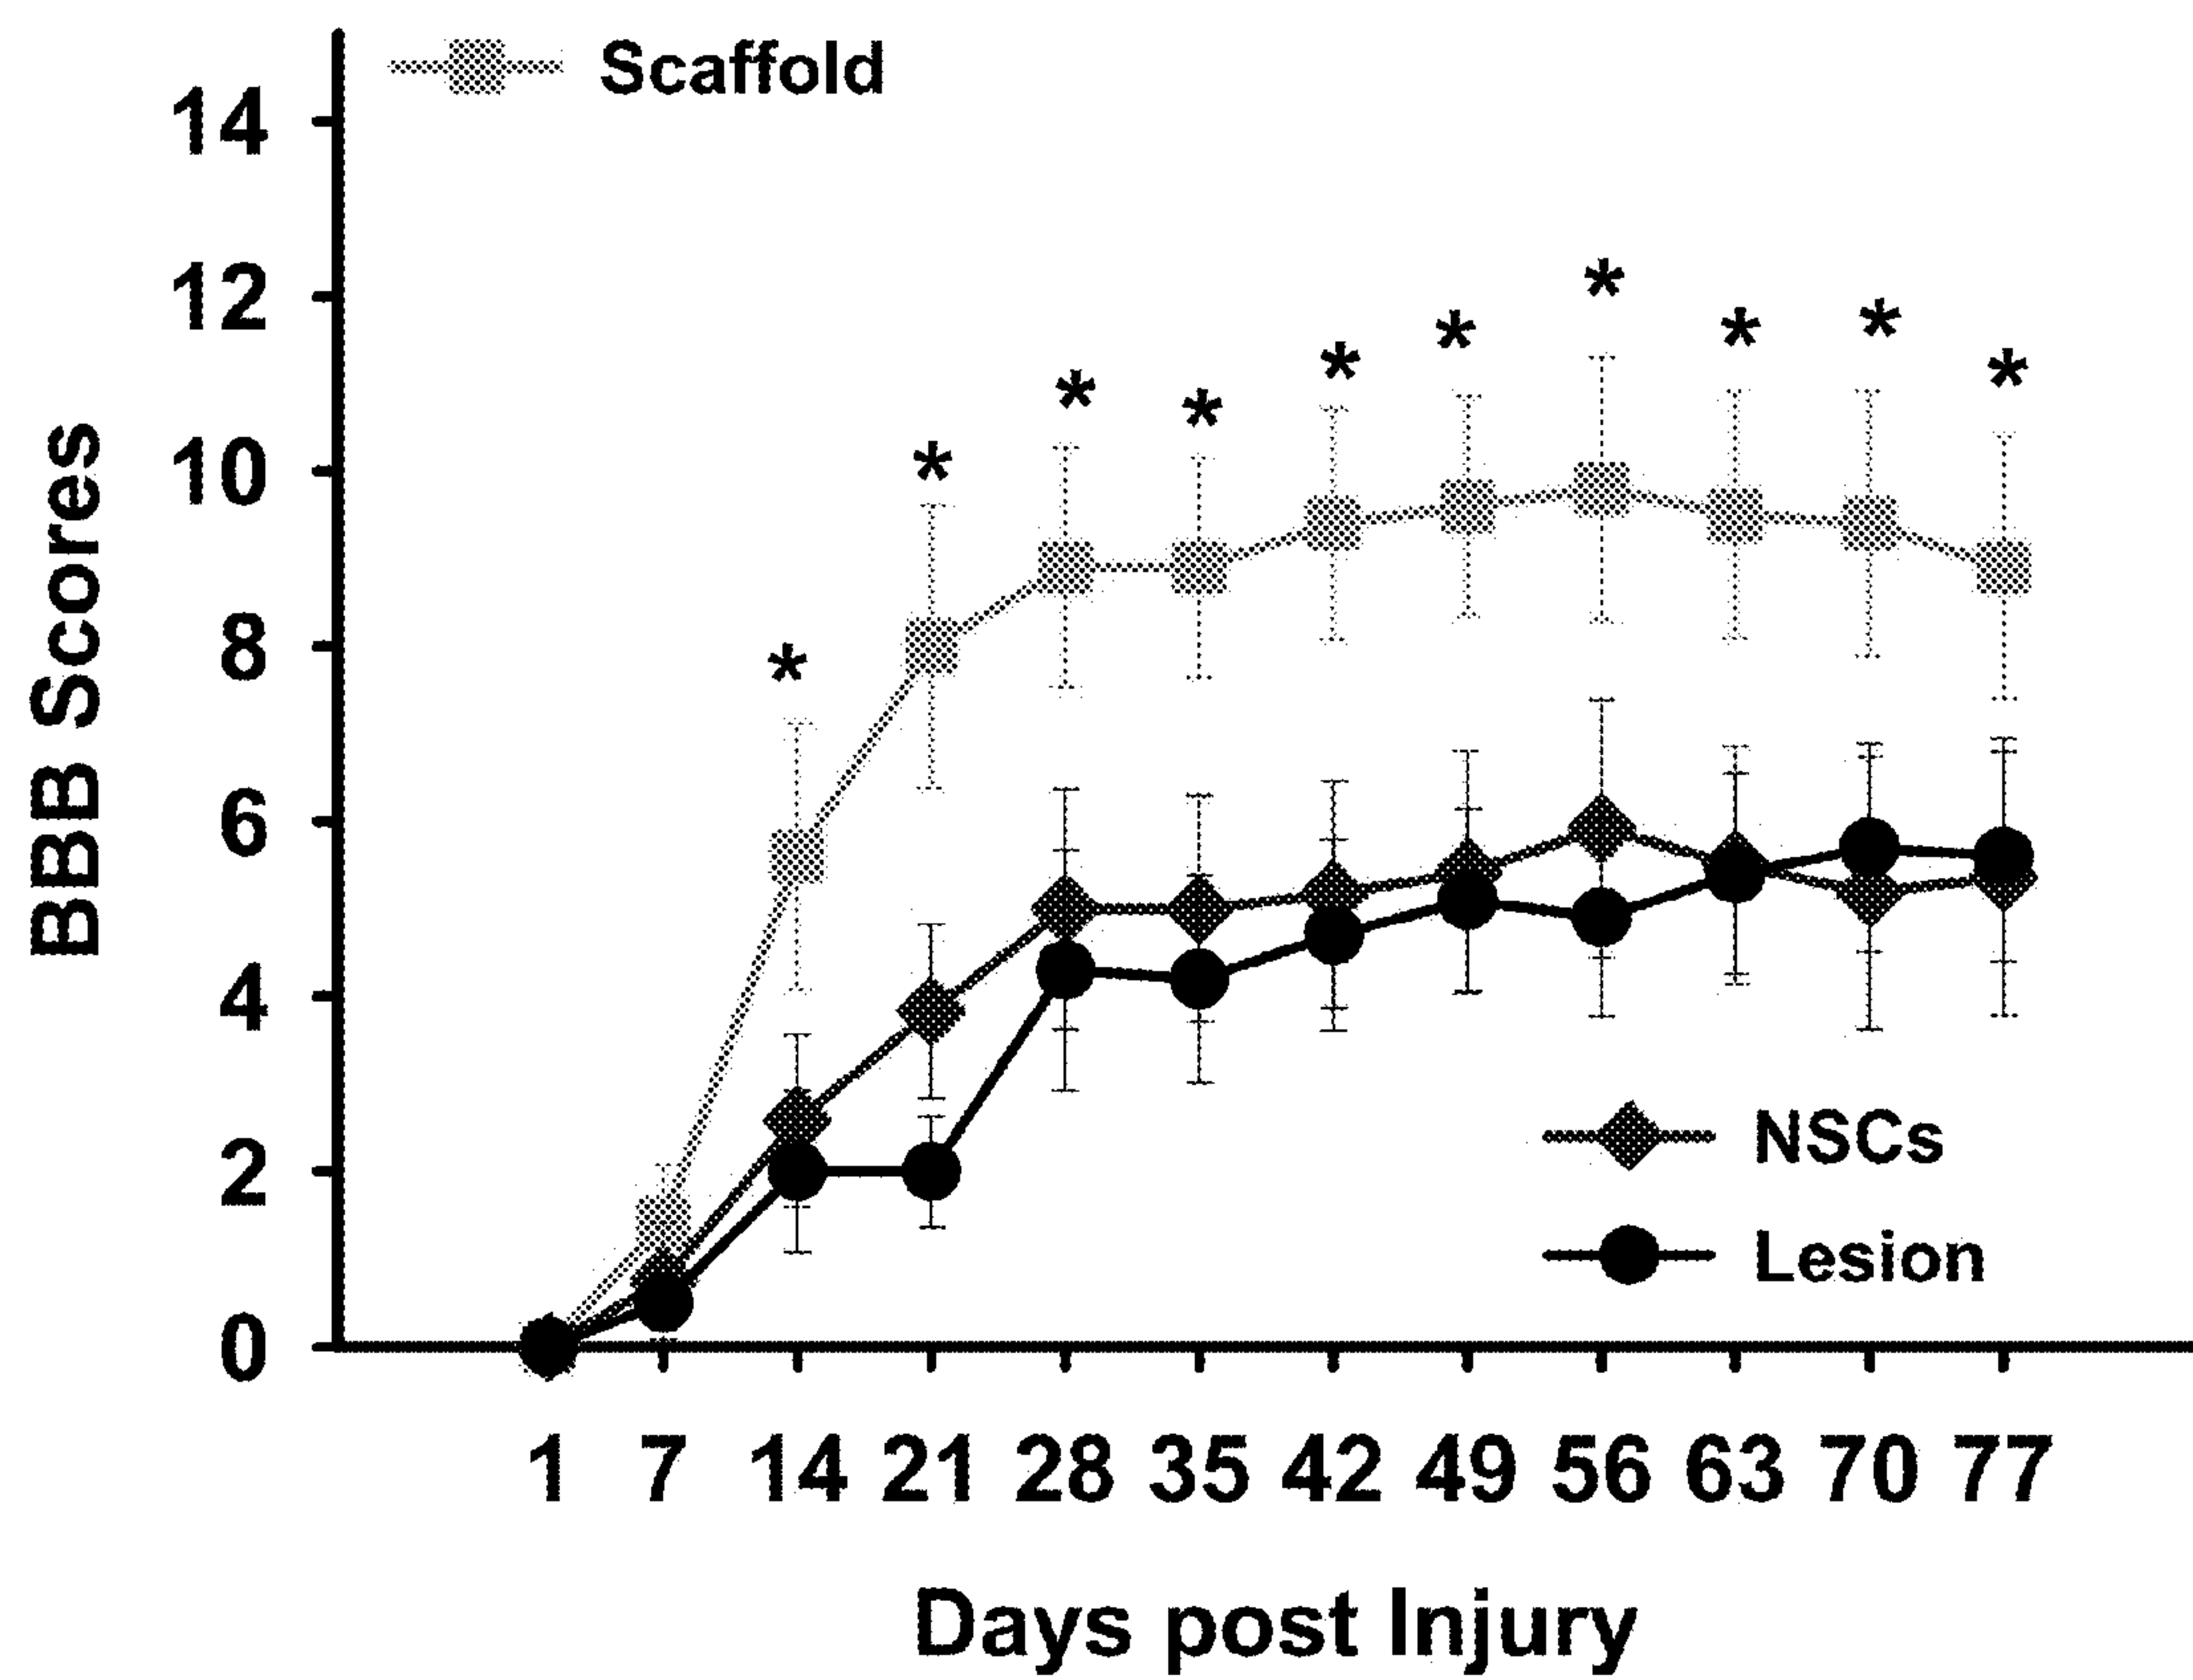 Scaffold
14
12
10
8
6
4
2
0
BBB Scores
* * * * * * * * * *
NSCs
Lesion
1 7 14 21 28 35 42 49 56 63 70 77
Days post Injury